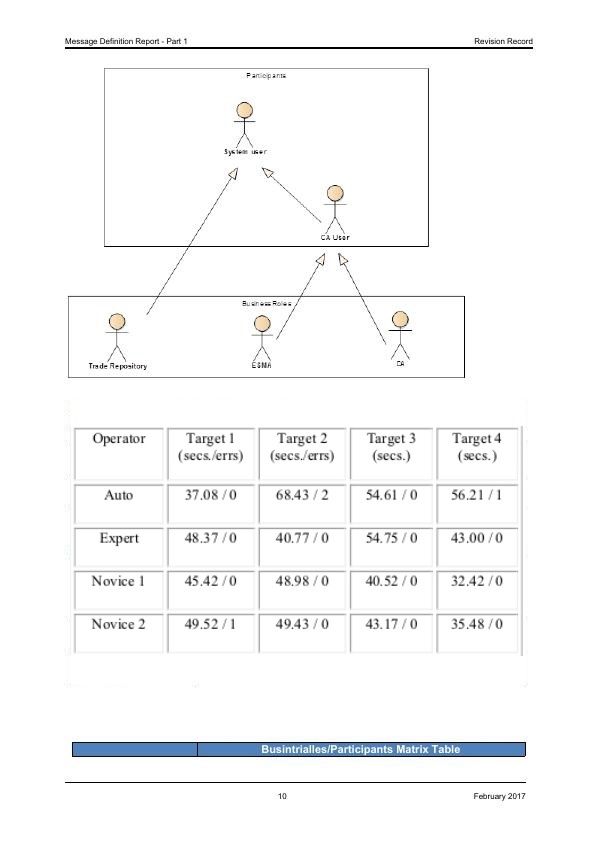 Message Definition Report - Part 1 Revision Record
Participants
System user
CA User
Business Roles
Trade Repository ESMA CA
Operator Target 1 Target 2 Target 3 Target 4
(secs./errs) (secs./errs) (secs.) (secs.)
Auto 37.08 / 0 68.43 / 2 54.61 / 0 56.21 / 1
Expert 48.37 / 0 40.77 / 0 54.75 / 0 43.00 / 0
Novice 1 45.42 / 0 48.98 / 0 40.52 / 0 32.42 / 0
Novice 2 49.52 / 1 49.43 / 0 43.17 / 0 35.48 / 0
Busintrialles/Participants Matrix Table
10 February 2017